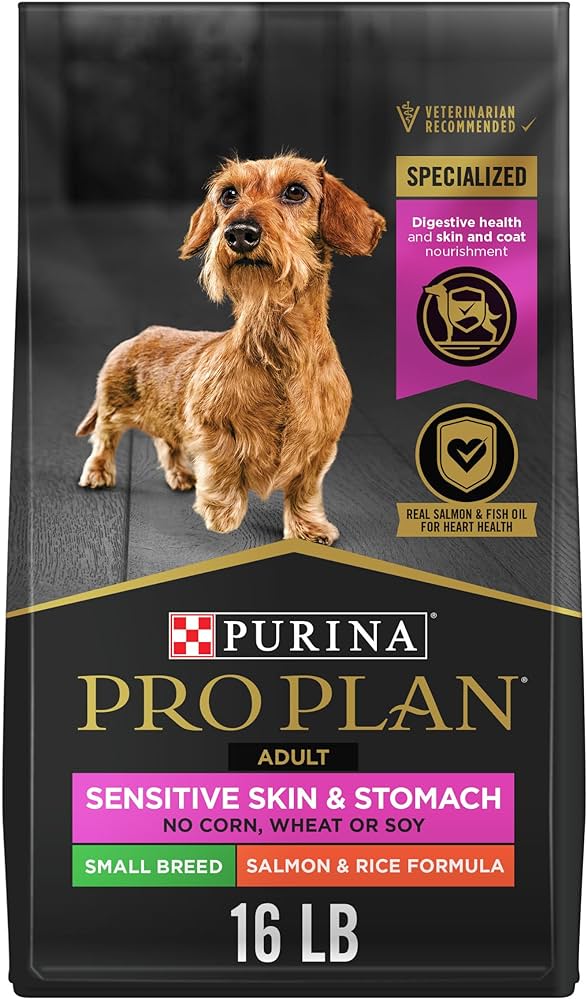 VETERINARIAN
RECOMMENDED
SPECIALIZED
Digestive health
and skin and coat
nourishment
REAL SALMON & FISH OIL
FOR HEART HEALTH
PURINA®
PRO PLAN®
ADULT
SENSITIVE SKIN & STOMACH
NO CORN, WHEAT OR SOY
SMALL BREED SALMON & RICE FORMULA
16 LB